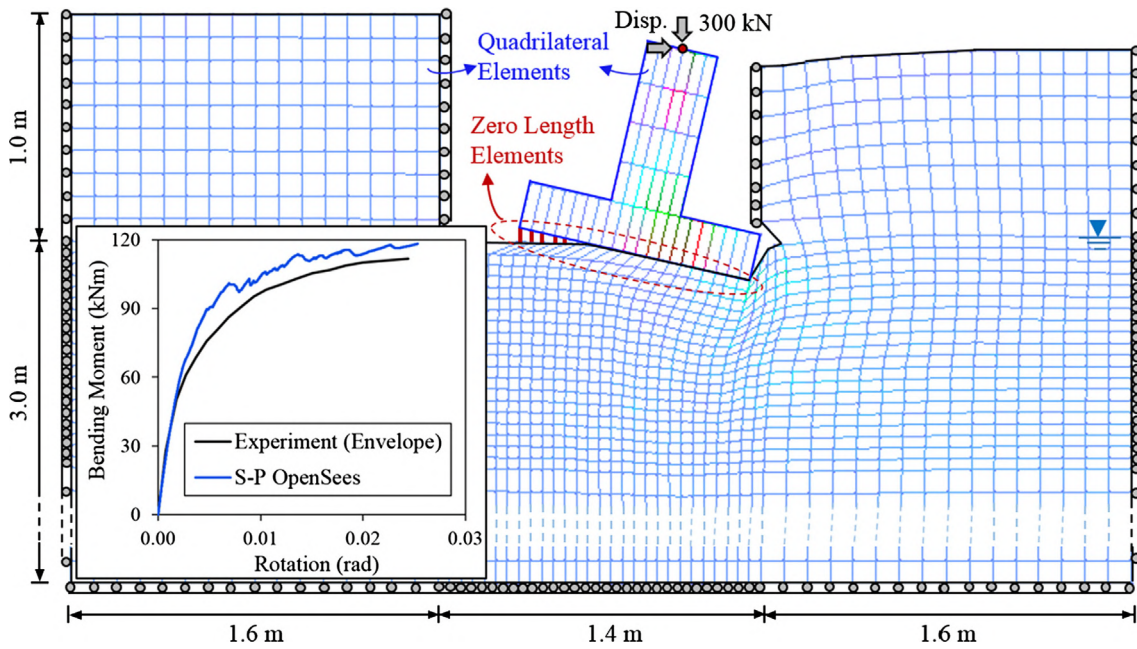 Disp.
300 kN
Quadrilateral
Elements
Zero Length
Elements
1.0 m
3.0 m
120
90
60
30
0
Bending Moment (kNm)
Experiment (Envelope)
S-P OpenSees
0.00
0.01
0.02
0.03
Rotation (rad)
1.6 m
1.4 m
1.6 m